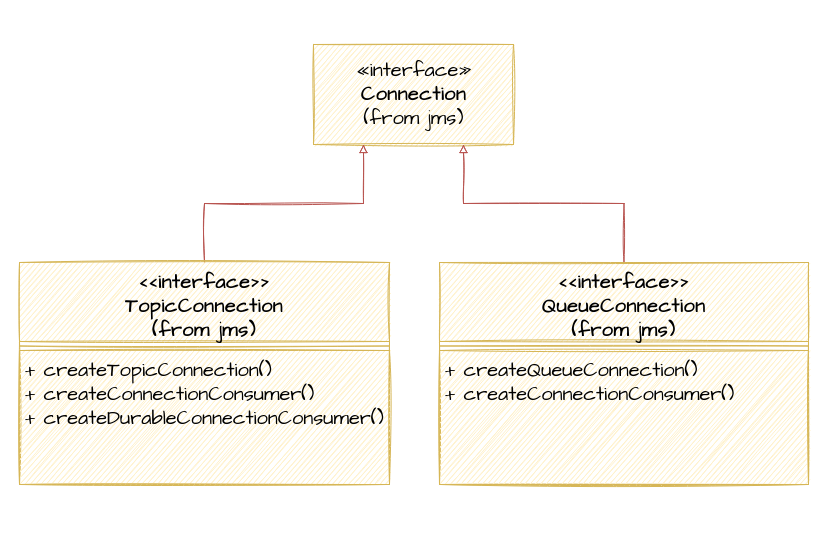 «interface»
Connection
(from jms)
<<interface>>
TopicConnection
(from jms)
+ createTopicConnection()
+ createConnectionConsumer()
+ createDurableConnectionConsumer()
<<interface>>
QueueConnection
(from jms)
+ createQueueConnection()
+ createConnectionConsumer()